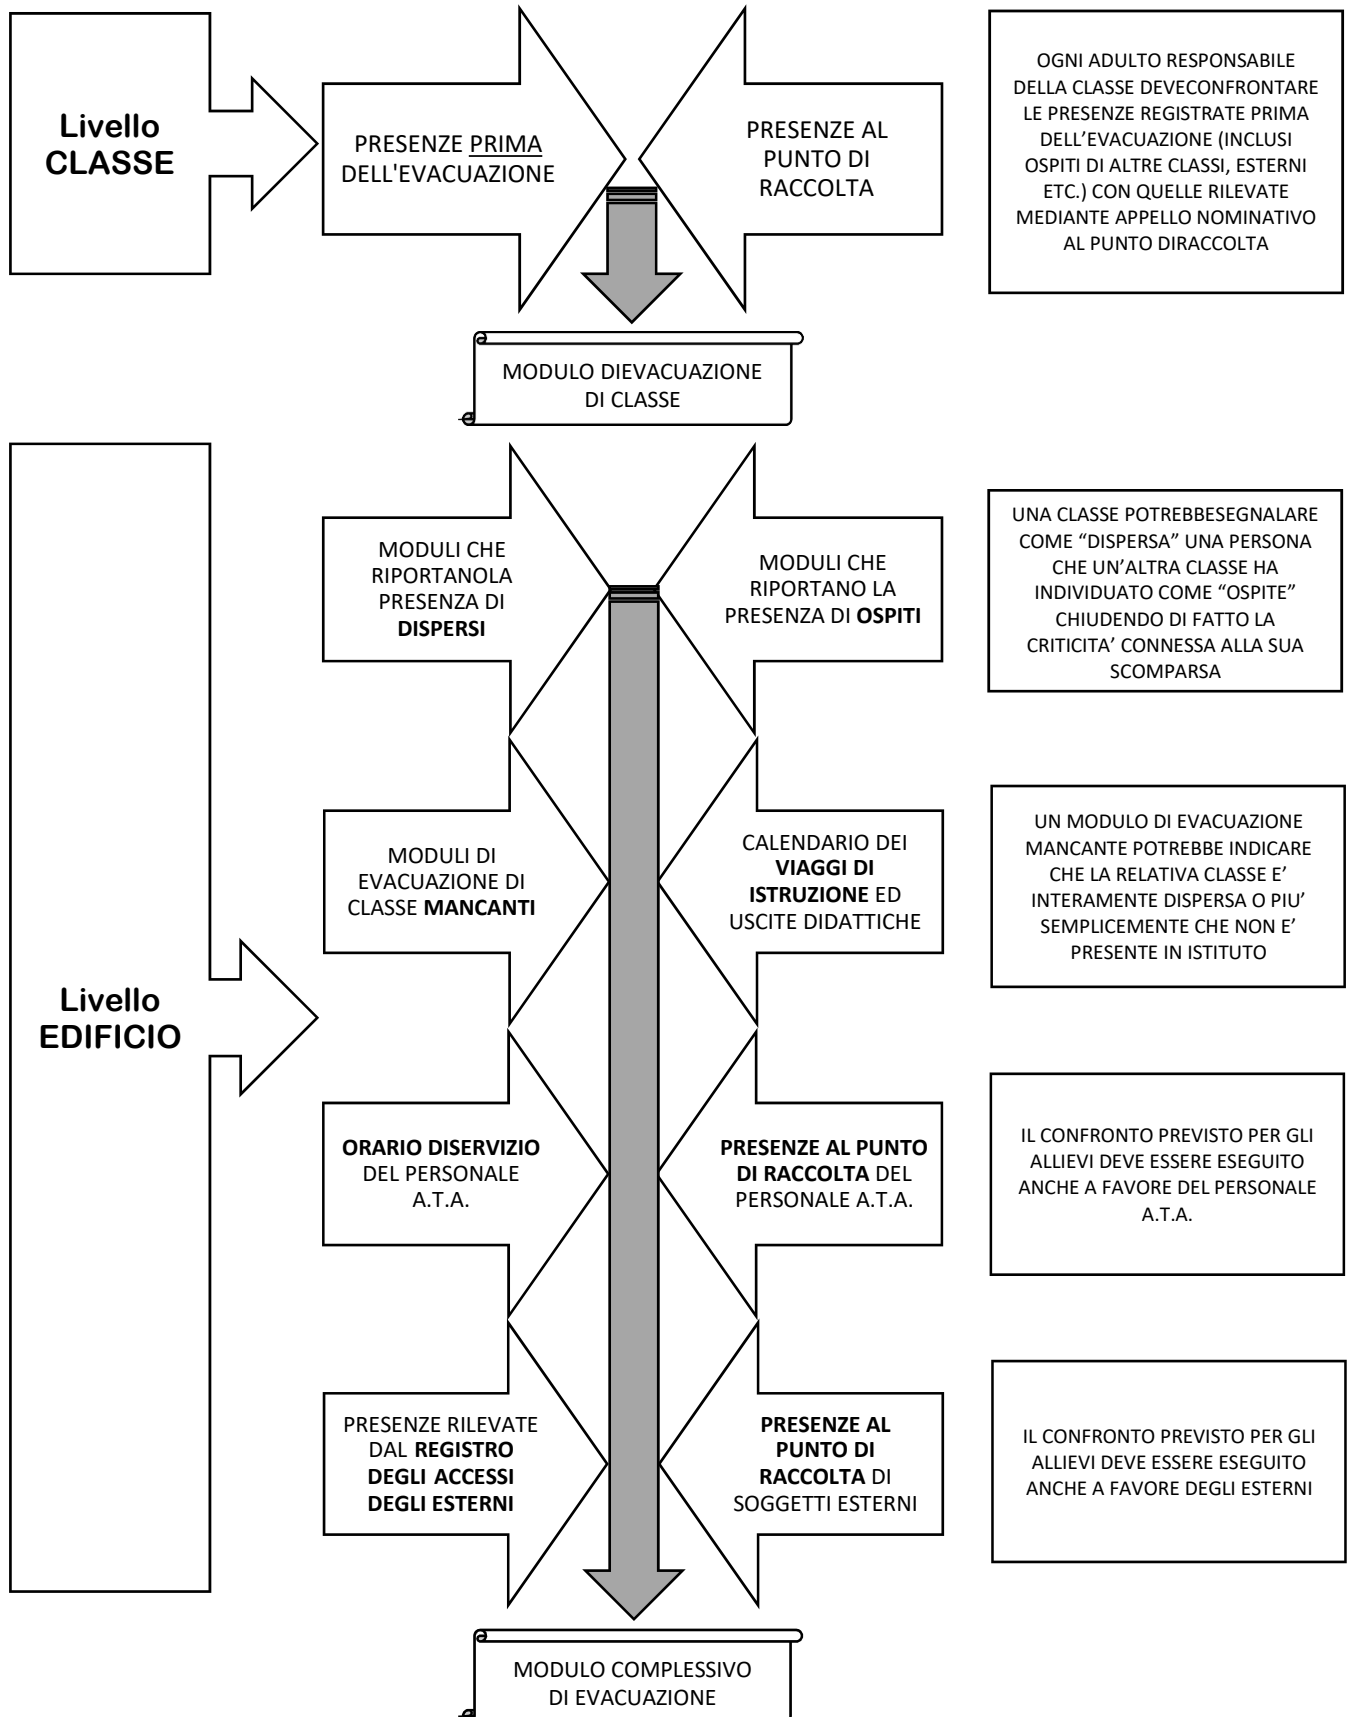 Livello
CLASSE
PRESENZE PRIMA
DELL'EVACUAZIONE
PRESENZE AL
PUNTO DI
RACCOLTA
OGNI ADULTO RESPONSABILE
DELLA CLASSE DEVECONFRONTARE
LE PRESENZE REGISTRATE PRIMA
DELL’EVACUAZIONE (INCLUSI
OSPITI DI ALTRE CLASSI, ESTERNI
ETC.) CON QUELLE RILEVATE
MEDIANTE APPELLO NOMINATIVO
AL PUNTO DIRACCOLTA
MODULO DIEVACUAZIONE
DI CLASSE
Livello
EDIFICIO
MODULI CHE
RIPORTANOLA
PRESENZA DI
DISPERSI
MODULI CHE
RIPORTANO LA
PRESENZA DI OSPITI
UNA CLASSE POTREBBESEGNALARE
COME “DISPERSA” UNA PERSONA
CHE UN’ALTRA CLASSE HA
INDIVIDUATO COME “OSPITE”
CHIUDENDO DI FATTO LA
CRITICITA’ CONNESSA ALLA SUA
SCOMPARSA
MODULI DI
EVACUAZIONE DI
CLASSE MANCANTI
CALENDARIO DEI
VIAGGI DI
ISTRUZIONE ED
USCITE DIDATTICHE
UN MODULO DI EVACUAZIONE
MANCANTE POTREBBE INDICARE
CHE LA RELATIVA CLASSE E’
INTERAMENTE DISPERSA O PIU’
SEMPLICEMENTE CHE NON E’
PRESENTE IN ISTITUTO
ORARIO DISERVIZIO
DEL PERSONALE
A.T.A.
PRESENZE AL PUNTO
DI RACCOLTA DEL
PERSONALE A.T.A.
IL CONFRONTO PREVISTO PER GLI
ALLIEVI DEVE ESSERE ESEGUITO
ANCHE A FAVORE DEL PERSONALE
A.T.A.
PRESENZE RILEVATE
DAL REGISTRO
DEGLI ACCESSI
DEGLI ESTERNI
PRESENZE AL
PUNTO DI
RACCOLTA DI
SOGGETTI ESTERNI
IL CONFRONTO PREVISTO PER GLI
ALLIEVI DEVE ESSERE ESEGUITO
ANCHE A FAVORE DEGLI ESTERNI
MODULO COMPLESSIVO
DI EVACUAZIONE